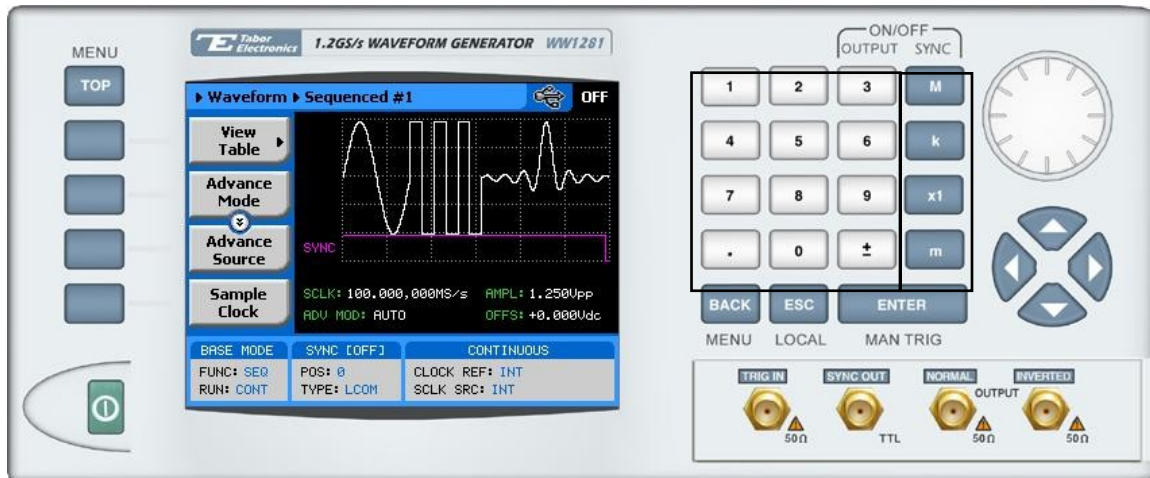 MENU
TOP
Tabor Electronics 1.2GS/s WAVEFORM GENERATOR WW1281
Waveform Sequenced #1 OFF
View Table
Advance Mode
Advance Source
Sample Clock
SYNC
SCLK: 100.000,000MS/s AMPL: 1.250Vpp
ADV MOD: AUTO OFFS: +0.000Vdc
BASE MODE SYNC [OFF] CONTINUOUS
FUNC: SEQ POS: 0 CLOCK REF: INT
RUN: CONT TYPE: LCOM SCLK SRC: INT
ON/OFF
OUTPUT SYNC
1 2 3 M
4 5 6 k
7 8 9 x1
. 0 ± m
BACK ESC ENTER
MENU LOCAL MAN TRIG
TRIG IN SYNC OUT NORMAL OUTPUT INVERTED
50Ω TTL 50Ω 50Ω